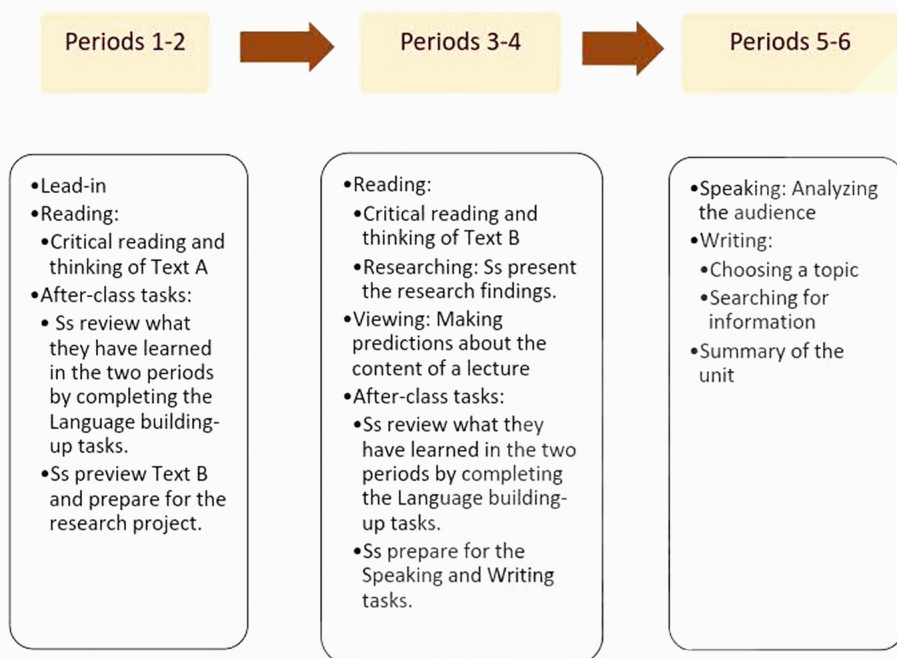 Periods 1-2
Periods 3-4
Periods 5-6
•Lead-in
•Reading:
•Critical reading and
thinking of Text A
•After-class tasks:
• Ss review what
they have learned
in the two periods
by completing the
Language building-
up tasks.
•Ss preview Text B
and prepare for the
research project.
•Reading:
•Critical reading and
thinking of Text B
•Researching: Ss present
the research findings.
•Viewing: Making
predictions about the
content of a lecture
•After-class tasks:
•Ss review what they
have learned in the two
periods by completing
the Language building-
up tasks.
•Ss prepare for the
Speaking and Writing
tasks.
•Speaking: Analyzing
the audience
•Writing:
•Choosing a topic
•Searching for
information
•Summary of the
unit